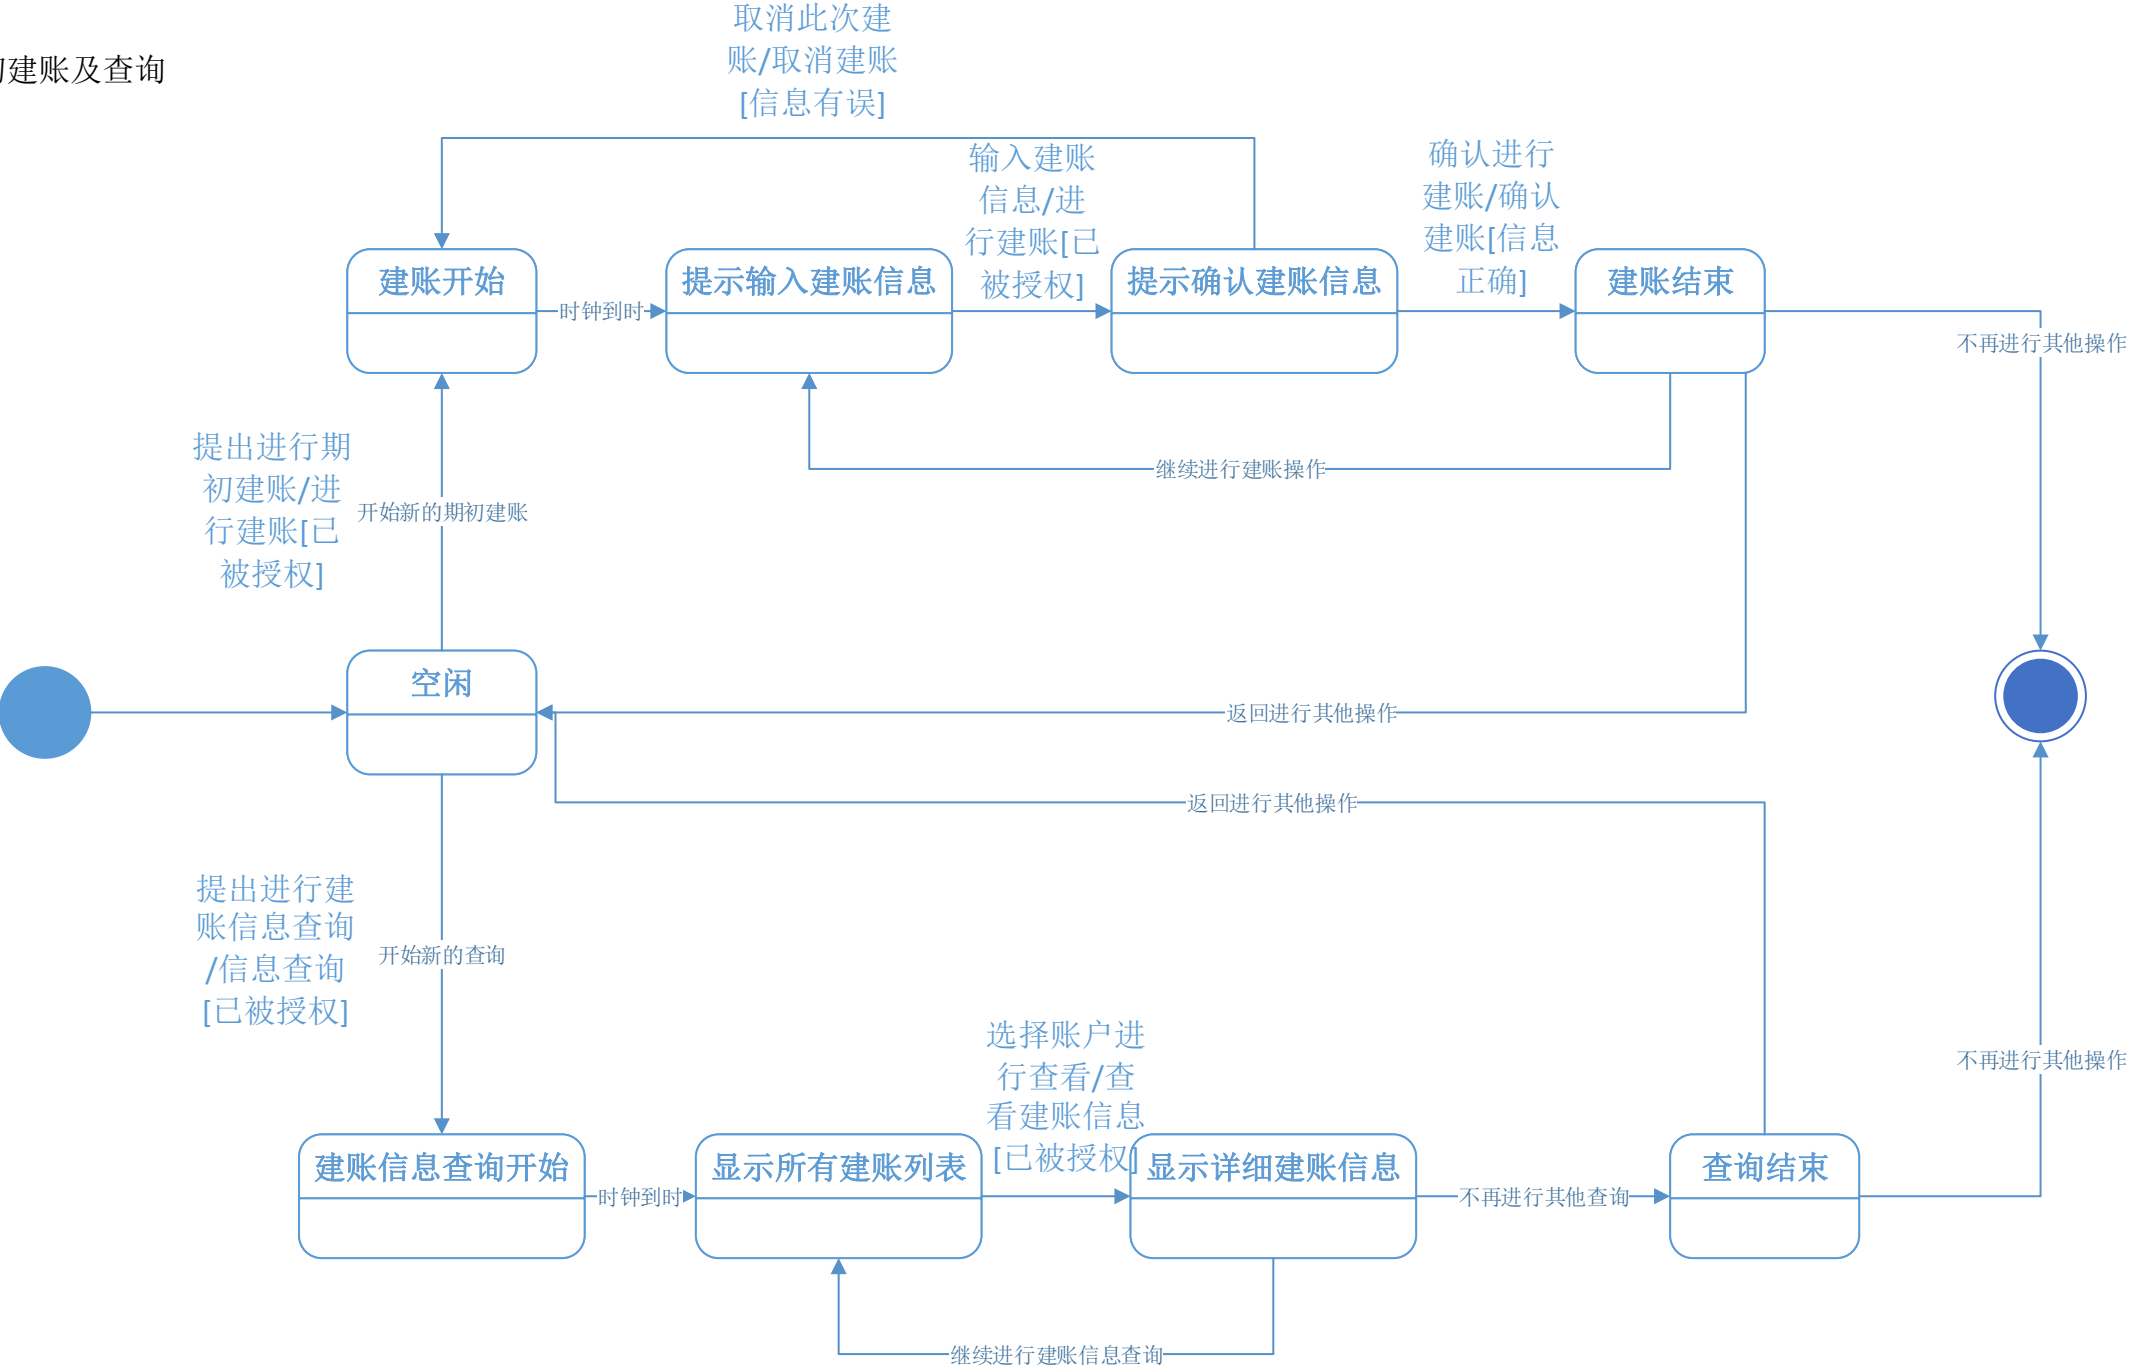 建账及查询
取消此次建
账/取消建账
[信息有误]
输入建账
信息/进
行建账[已
被授权]
确认进行
建账/确认
建账[信息
正确]
建账开始
时钟到时
提示输入建账信息
提示确认建账信息
建账结束
不再进行其他操作
继续进行建账操作
提出进行期
初建账/进
行建账[已
被授权]
开始新的期初建账
空闲
返回进行其他操作
返回进行其他操作
提出进行建
账信息查询
/信息查询
[已被授权]
开始新的查询
选择账户进
行查看/查
看建账信息
[已被授权]
不再进行其他操作
建账信息查询开始
时钟到时
显示所有建账列表
显示详细建账信息
不再进行其他查询
查询结束
继续进行建账信息查询